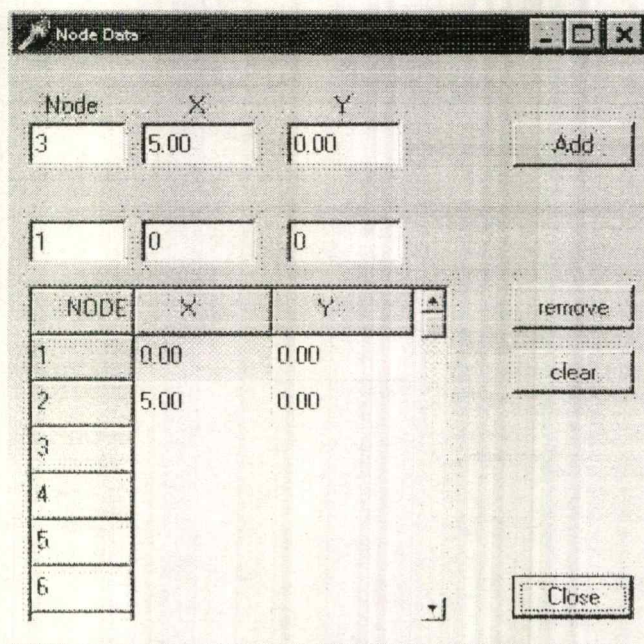 Node Data
Node X Y
3 5.00 0.00 Add
1 0 0
NODE X Y remove
1 0.00 0.00
clear
2 5.00 0.00
3
4
5
6 Close